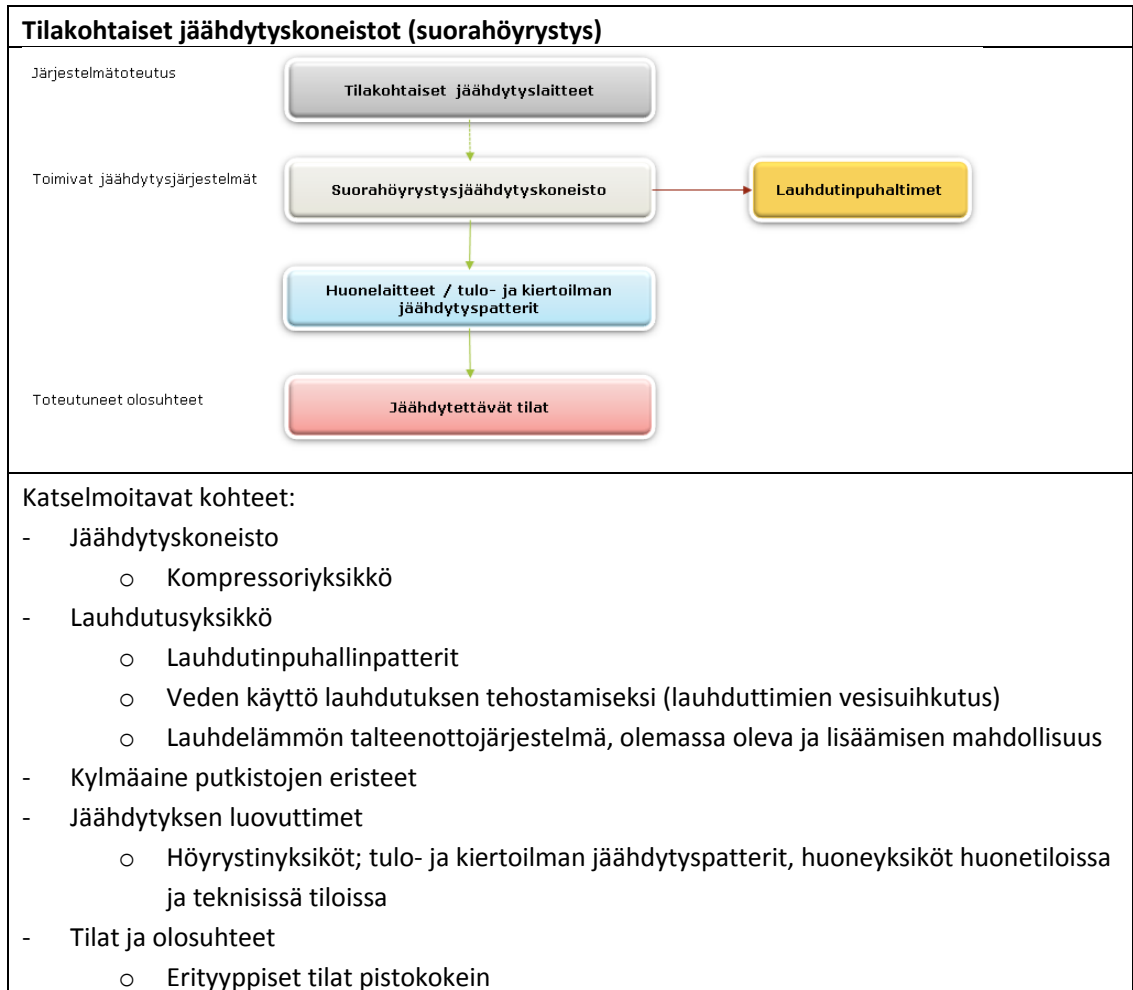 Tilakohtaiset jäähdytyskoneistot (suorahöyrystys)
Järjestelmätoteutus
Tilakohtaiset jäähdytyslaitteet
Toimivat jäähdytysjärjestelmät
Suorahöyrystysjäähdytyskoneisto
Lauhdutinpuhaltimet
Huonelaitteet / tulo- ja kiertoilman
jäähdytyspatterit
Toteutuneet olosuhteet
Jäähdytettävät tilat
Katselmoitavat kohteet:
- Jäähdytyskoneisto
o Kompressoriyksikkö
- Lauhdutusyksikkö
o Lauhdutinpuhallinpatterit
o Veden käyttö lauhdutuksen tehostamiseksi (lauhduttimien vesisuihkutus)
o Lauhdelämmön talteenottojärjestelmä, olemassa oleva ja lisäämisen mahdollisuus
- Kylmäaine putkistojen eristeet
- Jäähdytyksen luovuttimet
o Höyrystinyksiköt; tulo- ja kiertoilman jäähdytyspatterit, huoneyksiköt huonetiloissa
ja teknisissä tiloissa
- Tilat ja olosuhteet
o Erityyppiset tilat pistokokein